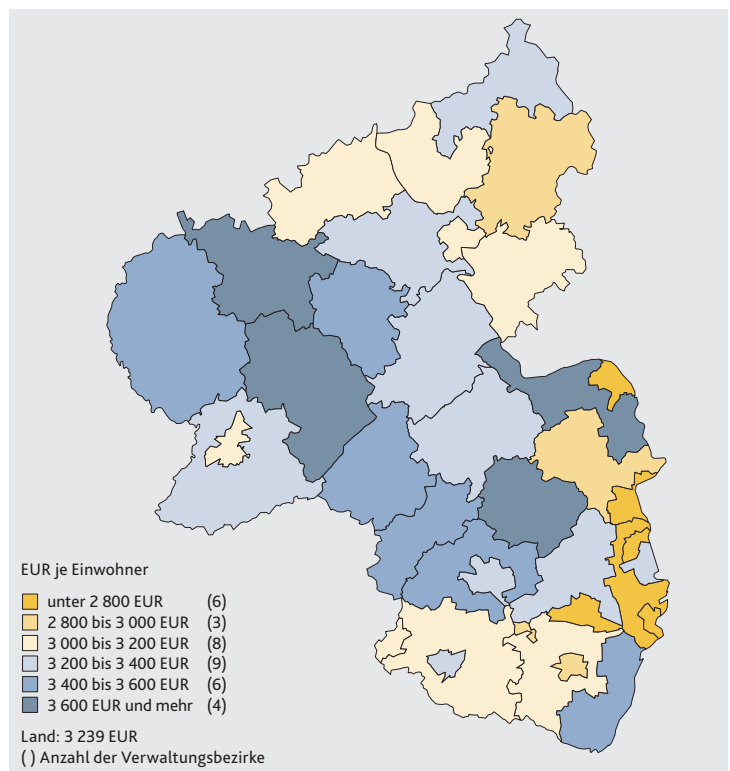 EUR je Einwohner
unter 2 800 EUR (6)
2 800 bis 3 000 EUR (3)
3 000 bis 3 200 EUR (8)
3 200 bis 3 400 EUR (9)
3 400 bis 3 600 EUR (6)
3 600 EUR und mehr (4)
Land: 3 239 EUR
( ) Anzahl der Verwaltungsbezirke